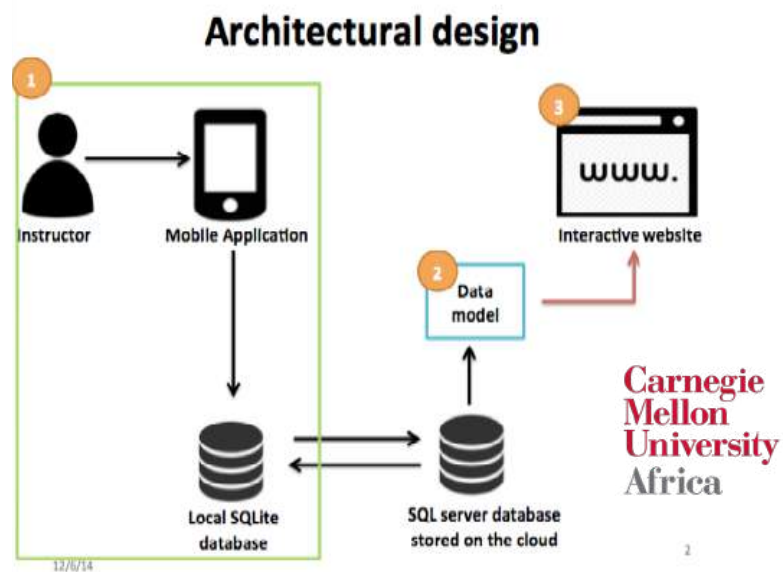 Architectural design
1
Instructor
Mobile Application
3
www.
Interactive website
2
Data
model
Local SQLite
database
SQL server database
stored on the cloud
Carnegie
Mellon
University
Africa
12/6/14
2